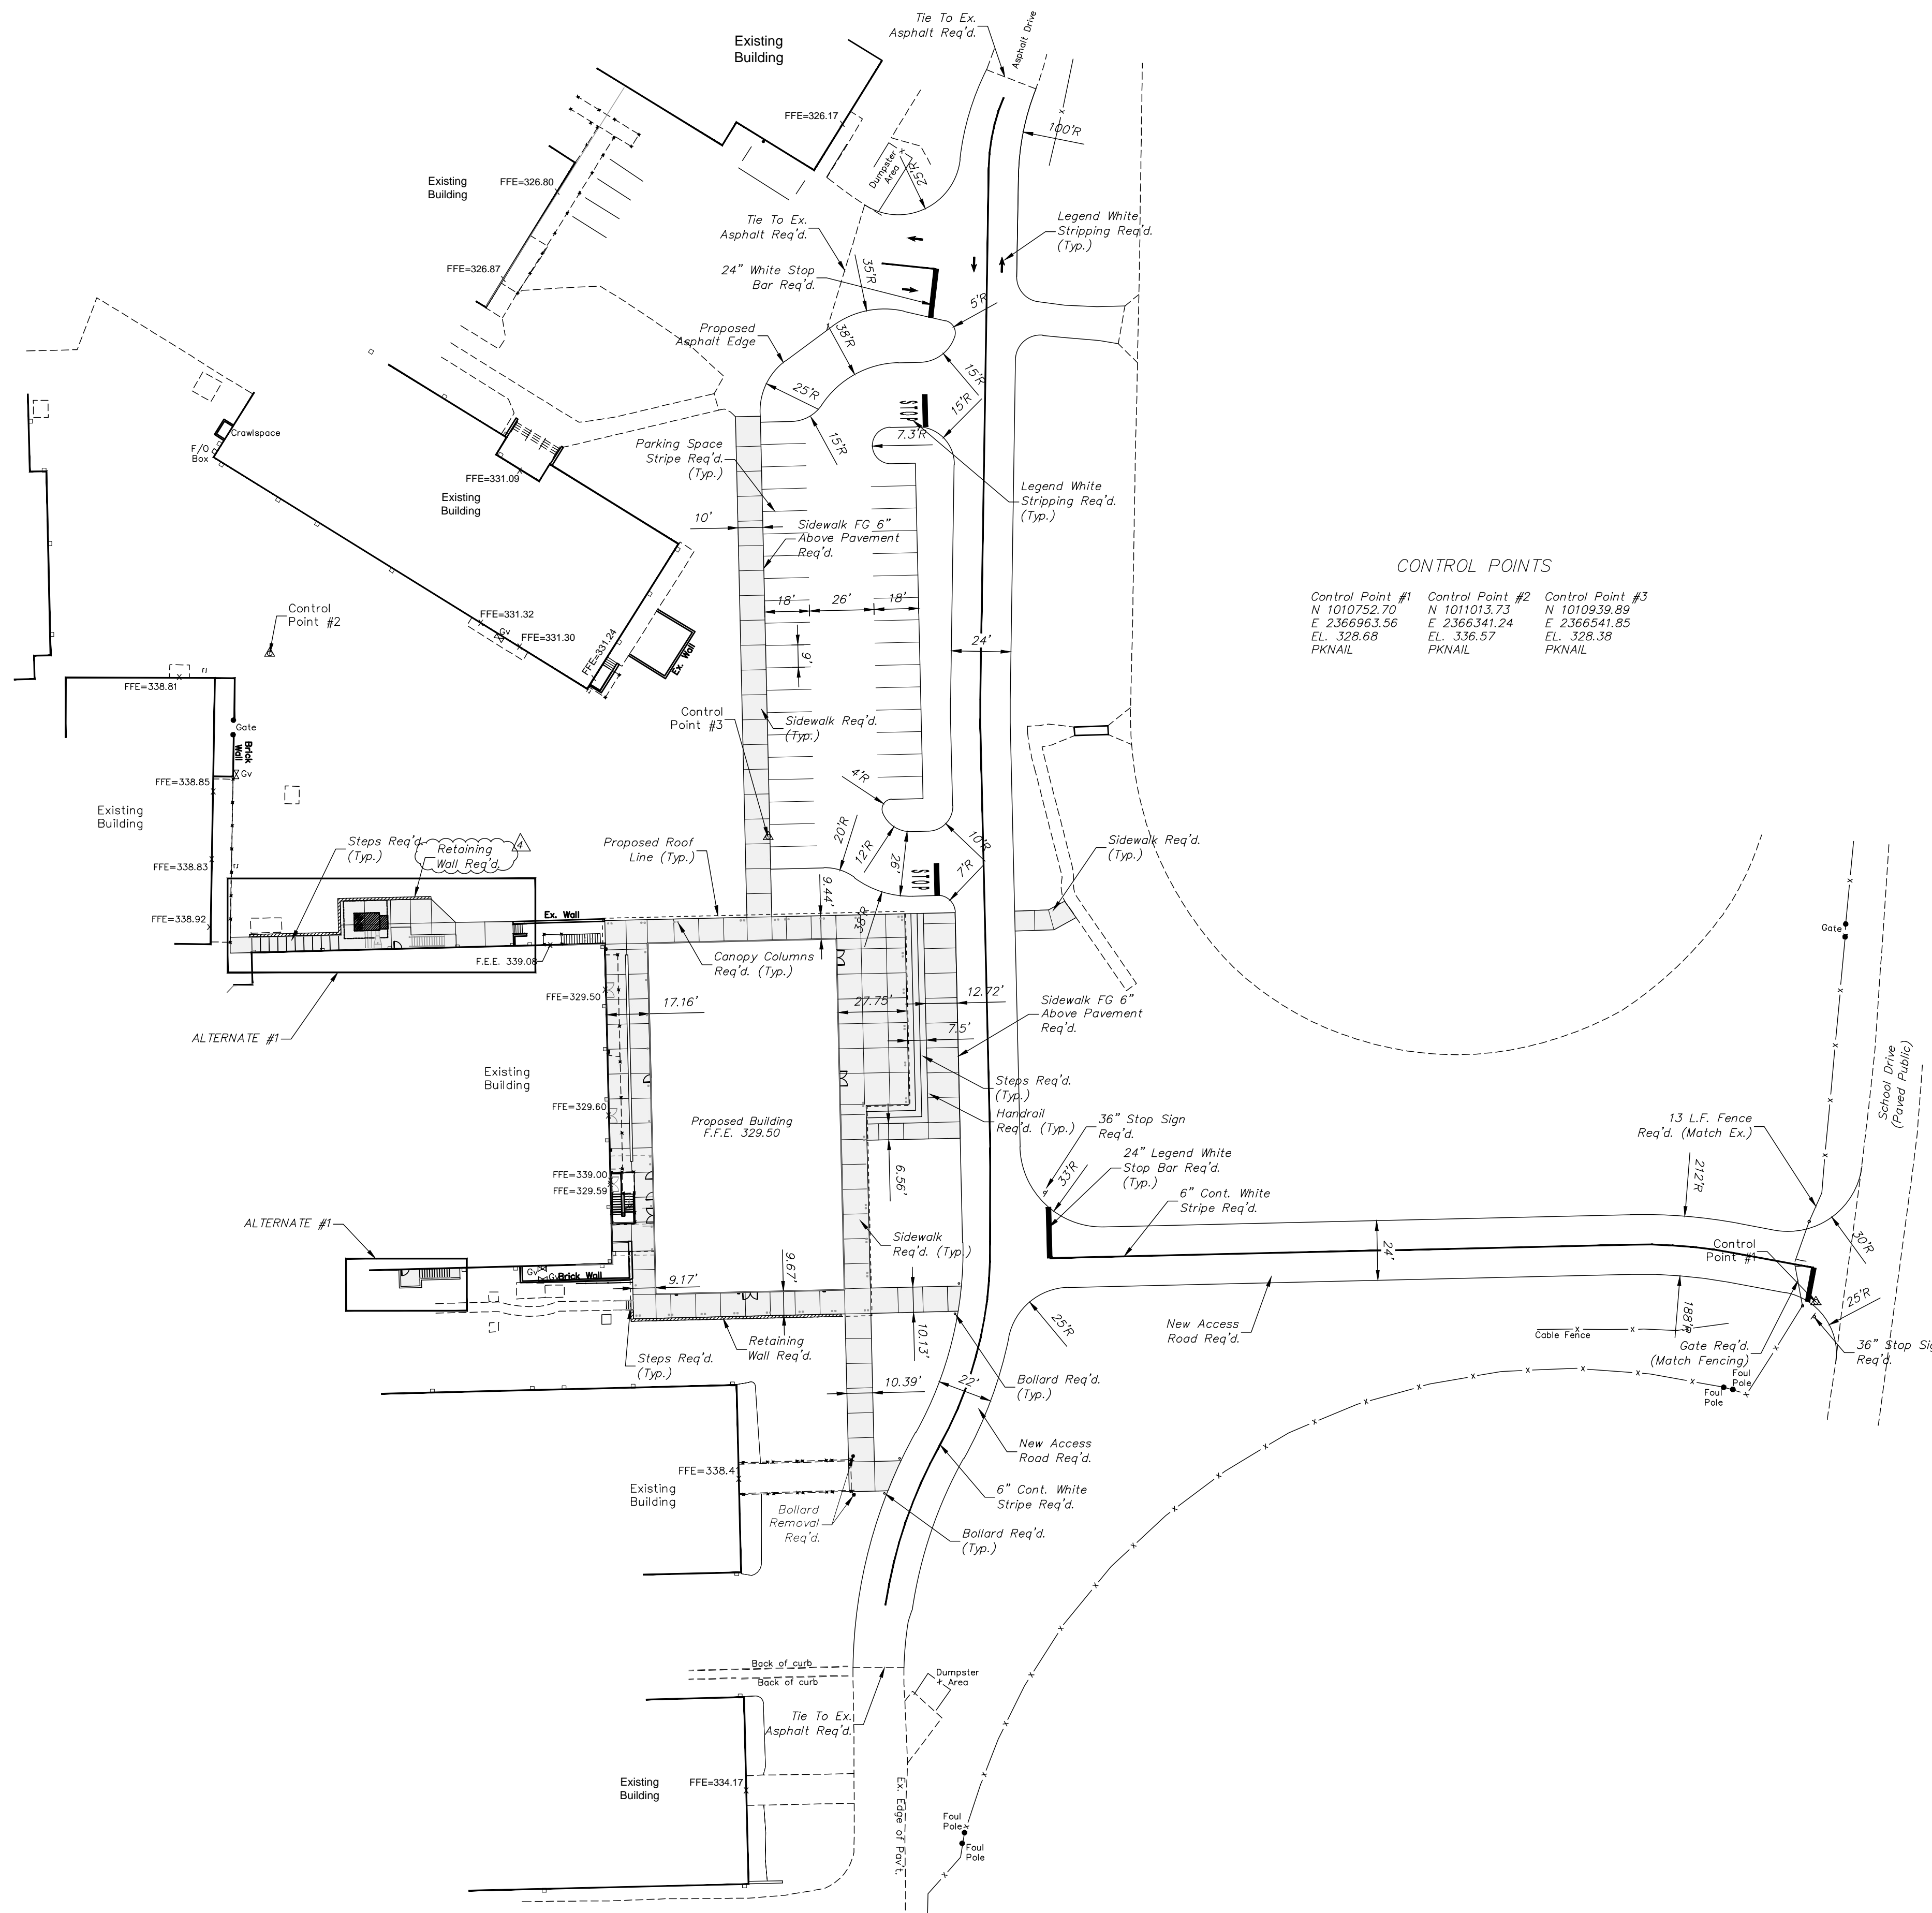 Tie To Ex.
Asphalt Req'd.
Asphalt Drive
Existing
Building
FFE=326.17
100'R
Dumpster
Area
25'R
Existing
Building
FFE=326.80
Tie To Ex.
Asphalt Req'd.
Legend White
Stripping Req'd.
(Typ.)
FFE=326.87
24" White Stop
Bar Req'd.
35'R
5'R
Proposed
Asphalt Edge
38'R
15'R
25'R
15'R
STOP
7.3'R
15'R
Crawlspace
F/O
Box
Parking Space
Stripe Req'd.
(Typ.)
FFE=331.09
Existing
Building
Legend White
Stripping Req'd.
(Typ.)
10'
Sidewalk FG 6"
Above Pavement
Req'd.
CONTROL POINTS
Control Point #1
N 1010752.70
E 2366963.56
EL. 328.68
PKNAIL
Control Point #2
N 1011013.73
E 2366341.24
EL. 336.57
PKNAIL
Control Point #3
N 1010939.89
E 2366541.85
EL. 328.38
PKNAIL
Control
Point #2
18'
26'
18'
FFE=331.32
Gv
FFE=331.30
FFE=331.24
Ex. Wall
24'
9'
FFE=338.81
Gate
Brick
Wall
Gv
FFE=338.85
Control
Point #3
Sidewalk Req'd.
(Typ.)
4'R
Existing
Building
Steps Req'd.
(Typ.)
Retaining
Wall Req'd.
4
Proposed Roof
Line (Typ.)
20'R
12'R
26'
10'R
7'R
STOP
Sidewalk Req'd.
(Typ.)
FFE=338.83
9.44'
38'R
FFE=338.92
Ex. Wall
F.E.E. 339.08
Canopy Columns
Req'd. (Typ.)
Gate
FFE=329.50
17.16'
27.75'
12.72'
Sidewalk FG 6"
Above Pavement
Req'd.
7.5'
ALTERNATE #1
Existing
Building
School Drive
(Paved Public)
Steps Req'd.
(Typ.)
Handrail
Req'd. (Typ.)
FFE=329.60
Proposed Building
F.F.E. 329.50
36" Stop Sign
Req'd.
13 L.F. Fence
Req'd. (Match Ex.)
24" Legend White
Stop Bar Req'd.
(Typ.)
33'R
6.56'
212'R
FFE=339.00
FFE=329.59
6" Cont. White
Stripe Req'd.
ALTERNATE #1
Sidewalk
Req'd. (Typ.)
24'
Control
Point #1
30'R
Gv
Gv
Brick Wall
9.17'
9.67'
25'R
188'R
25'R
New Access
Road Req'd.
Cable Fence
Retaining
Wall Req'd.
10.13'
Steps Req'd.
(Typ.)
Gate Req'd.
(Match Fencing)
36" Stop Sig
Req'd.
10.39'
22'
Bollard Req'd.
(Typ.)
Foul
Pole
Foul
Pole
New Access
Road Req'd.
FFE=338.41
Existing
Building
6" Cont. White
Stripe Req'd.
Bollard
Removal
Req'd.
Bollard Req'd.
(Typ.)
Back of curb
Back of curb
Dumpster
Area
Tie To Ex.
Asphalt Req'd.
Existing
Building
FFE=334.17
Ex. Edge of Pav't.
Foul
Pole
Foul
Pole